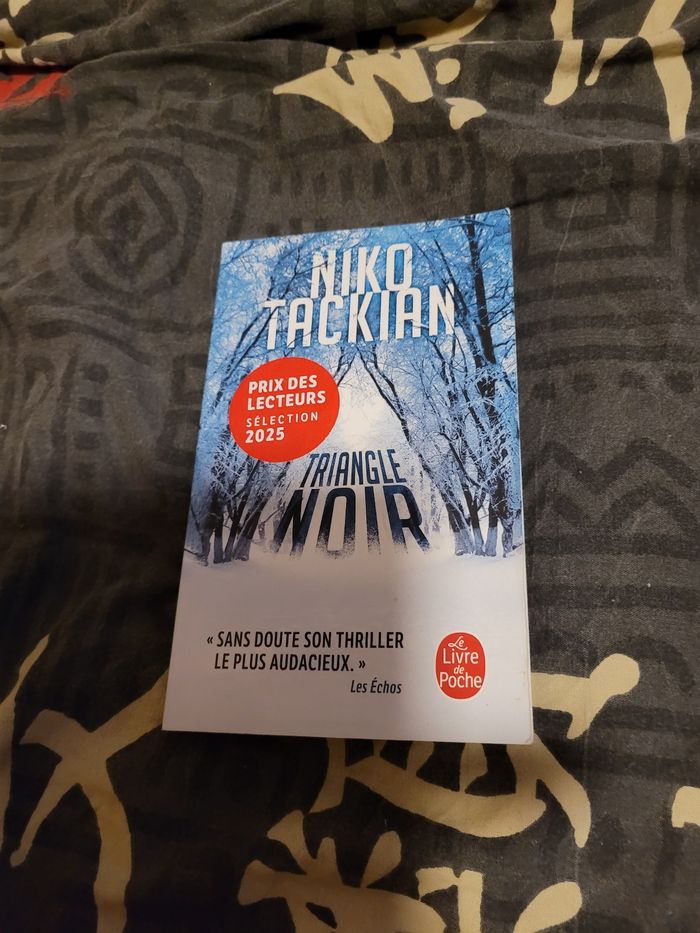 NIKO
TACKIAN
PRIX DES
LECTEURS
SÉLECTION
2025
TRIANGLE
NOIR
« SANS DOUTE SON THRILLER
LE PLUS AUDACIEUX. »
Les Échos
Le
Livre
de
Poche